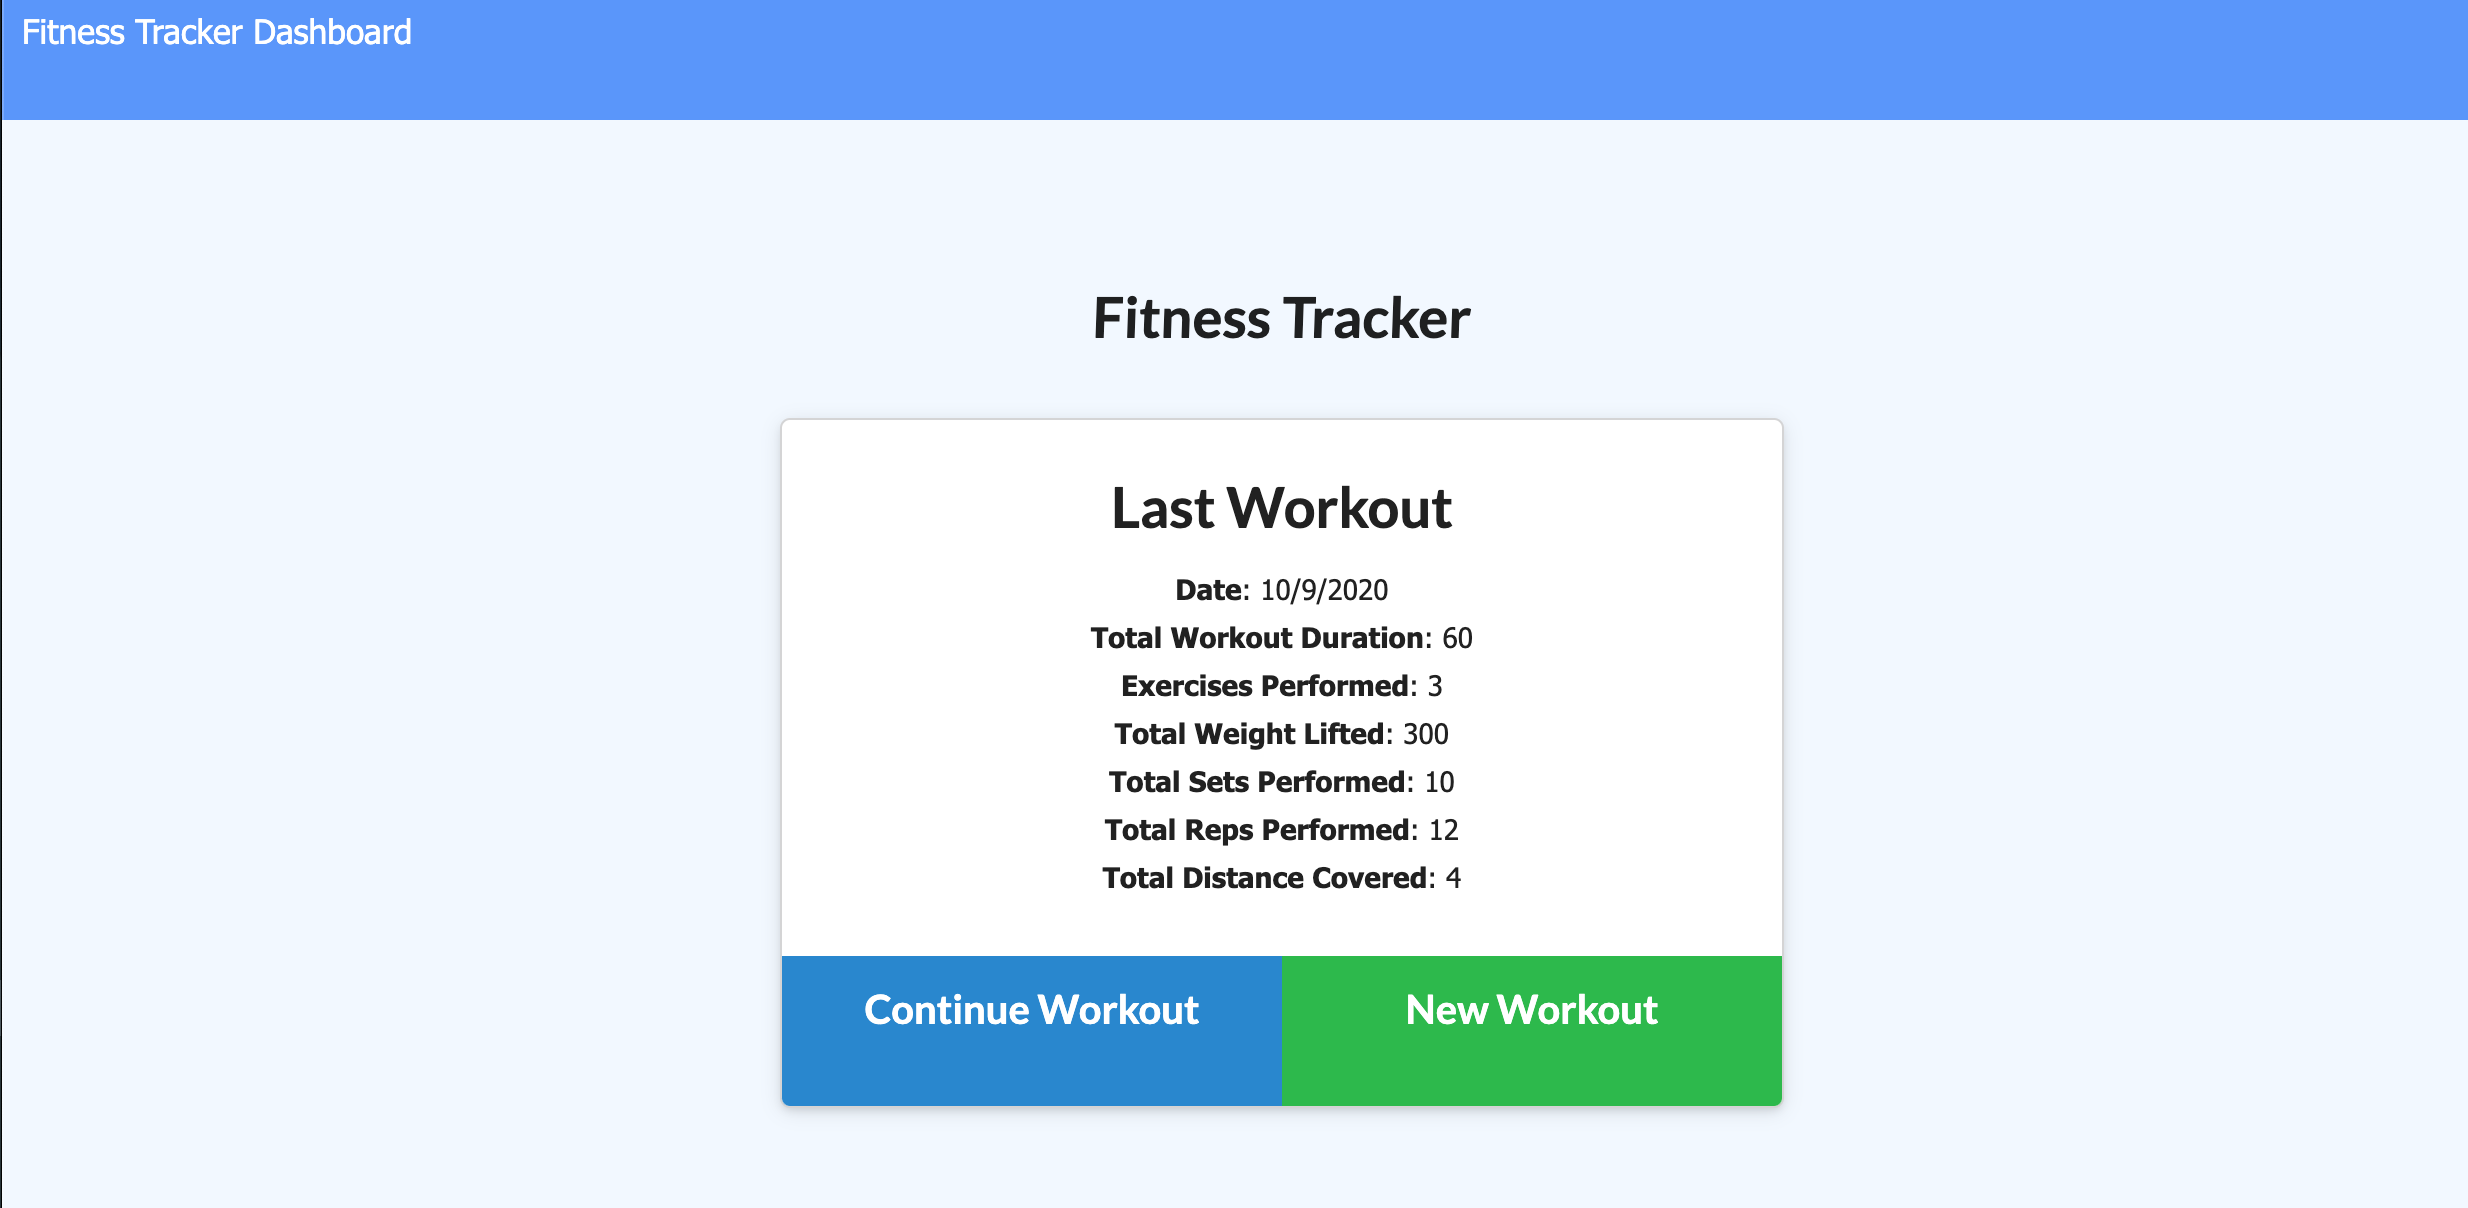 Fitness Tracker Dashboard
Fitness Tracker
Last Workout
Date: 10/9/2020
Total Workout Duration: 60
Exercises Performed: 3
Total Weight Lifted: 300
Total Sets Performed: 10
Total Reps Performed: 12
Total Distance Covered: 4
Continue Workout New Workout